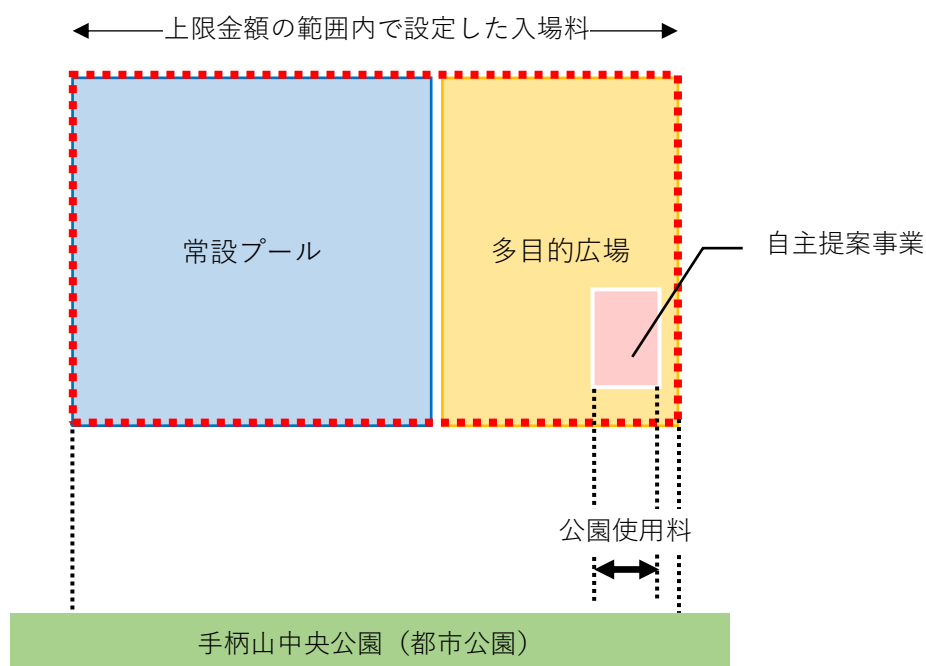 上限金額の範囲内で設定した入場料
常設プール
多目的広場
自主提案事業
公園使用料
手柄山中央公園（都市公園）